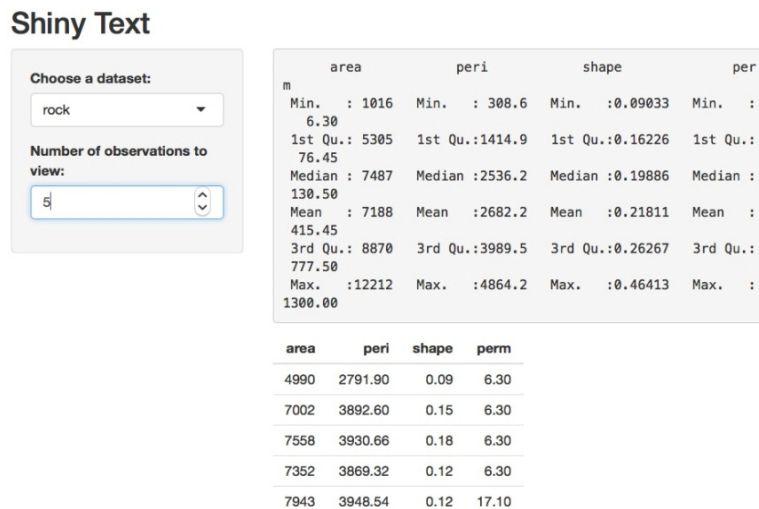 Shiny Text
Choose a dataset:
rock
Number of observations to
view:
5
area peri shape per
m
Min. : 1016 Min. : 308.6 Min. :0.09033 Min. :
6.30
1st Qu.: 5305 1st Qu.:1414.9 1st Qu.:0.16226 1st Qu.:
76.45
Median : 7487 Median :2536.2 Median :0.19886 Median :
130.50
Mean : 7188 Mean :2682.2 Mean :0.21811 Mean :
415.45
3rd Qu.: 8870 3rd Qu.:3989.5 3rd Qu.:0.26267 3rd Qu.:
777.50
Max. :12212 Max. :4864.2 Max. :0.46413 Max. :
1300.00
area peri shape perm
4990 2791.90 0.09 6.30
7002 3892.60 0.15 6.30
7558 3930.66 0.18 6.30
7352 3869.32 0.12 6.30
7943 3948.54 0.12 17.10